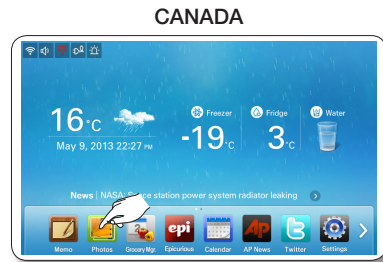 CANADA
16°C
May 9, 2013 22:27 PM
Freezer
-19°C
Fridge
3°C
Water
News | NASA: Space station power system radiator leaking
Memo
Photos
Grocery Mgr.
epi
Epicurious
Calendar
AP
AP News
Twitter
Settings